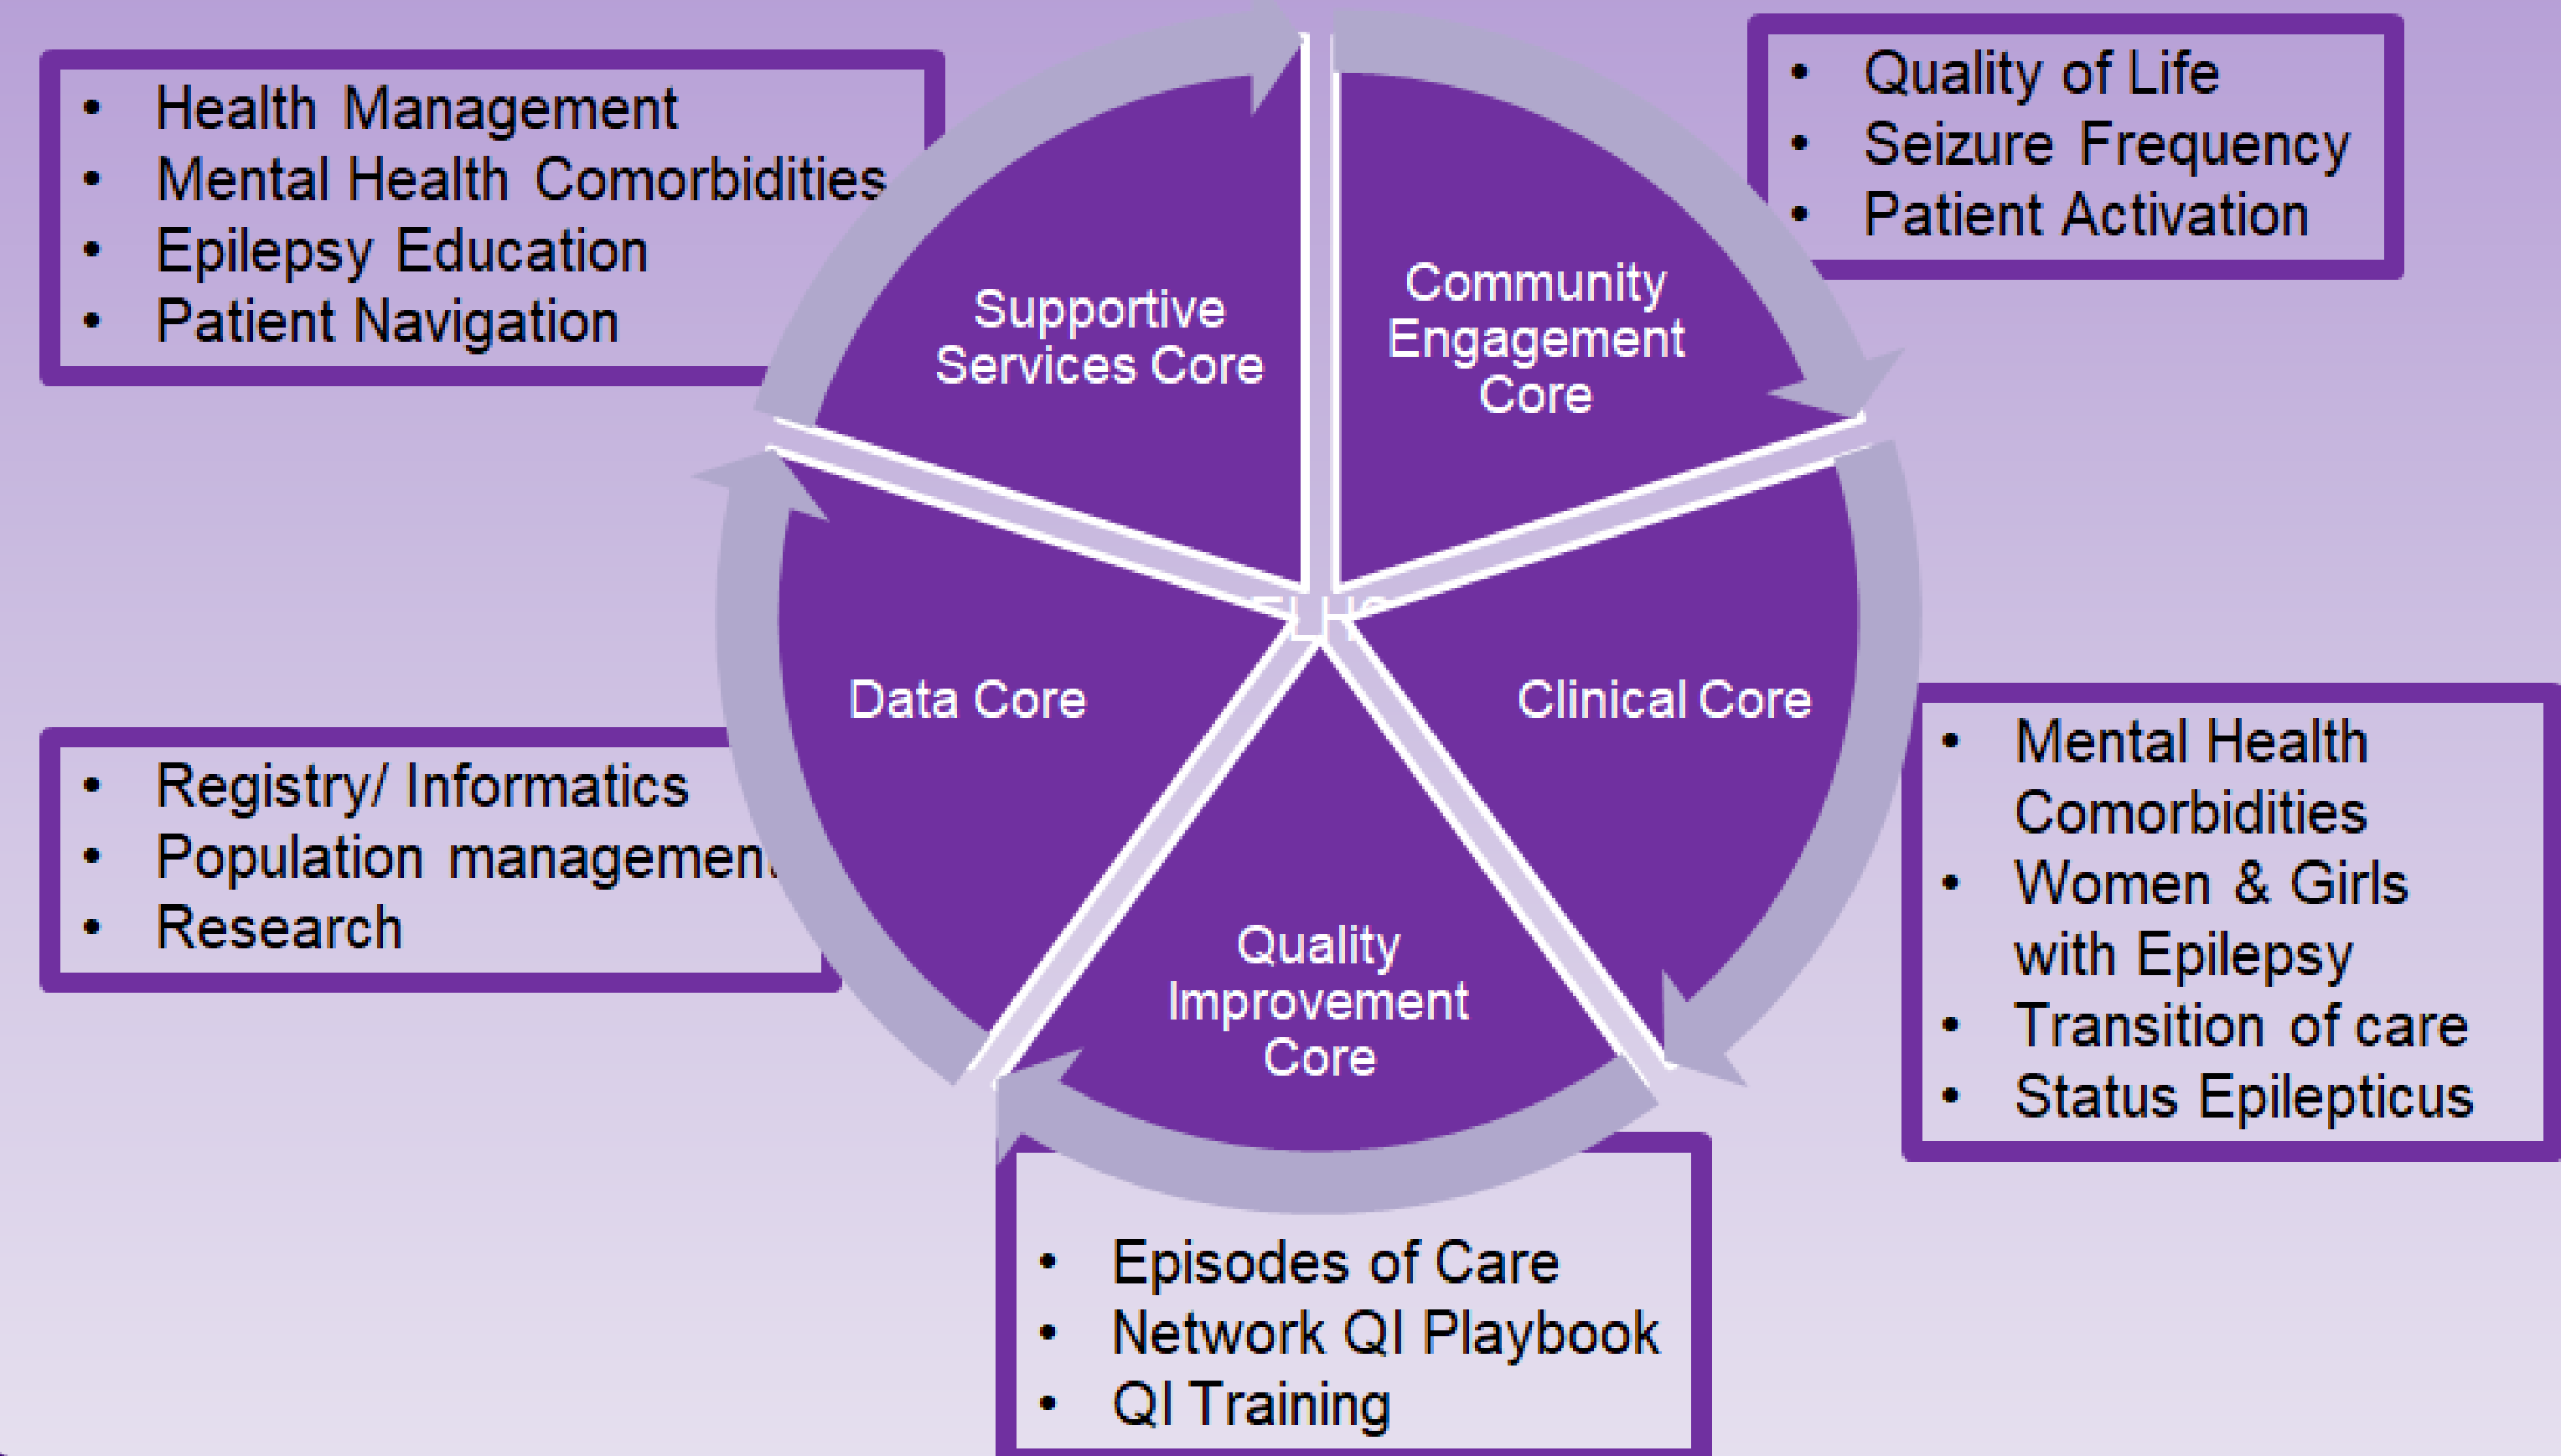 • Health Management
• Mental Health Comorbidities
• Epilepsy Education
• Patient Navigation
• Quality of Life
• Seizure Frequency
• Patient Activation
Supportive
Services Core
Community
Engagement
Core
Data Core
Clinical Core
Quality
Improvement
Core
• Registry/ Informatics
• Population management
• Research
• Mental Health
Comorbidities
• Women & Girls
with Epilepsy
• Transition of care
• Status Epilepticus
• Episodes of Care
• Network QI Playbook
• QI Training